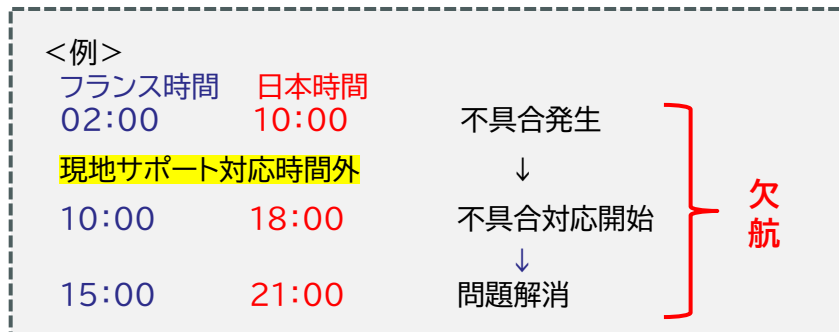 <例>
フランス時間 日本時間
02:00 10:00 不具合発生
現地サポート対応時間外 ↓
10:00 18:00 不具合対応開始
↓
15:00 21:00 問題解消
欠航